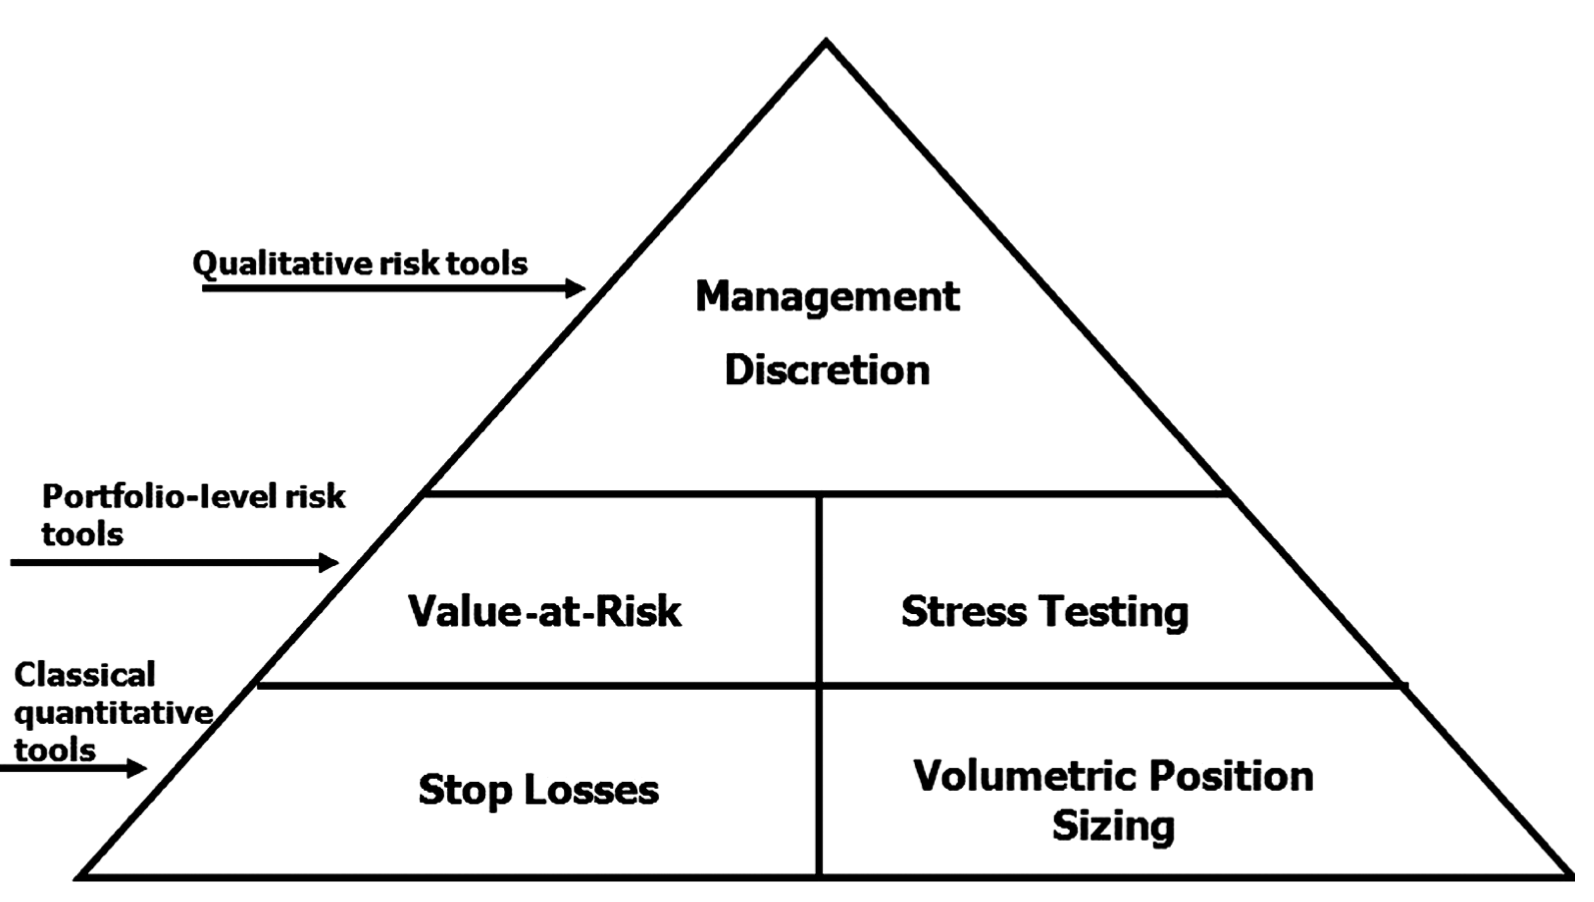 Qualitative risk tools
Management
Discretion
Portfolio-level risk
tools
Value-at-Risk
Stress Testing
Classical
quantitative
tools
Stop Losses
Volumetric Position
Sizing